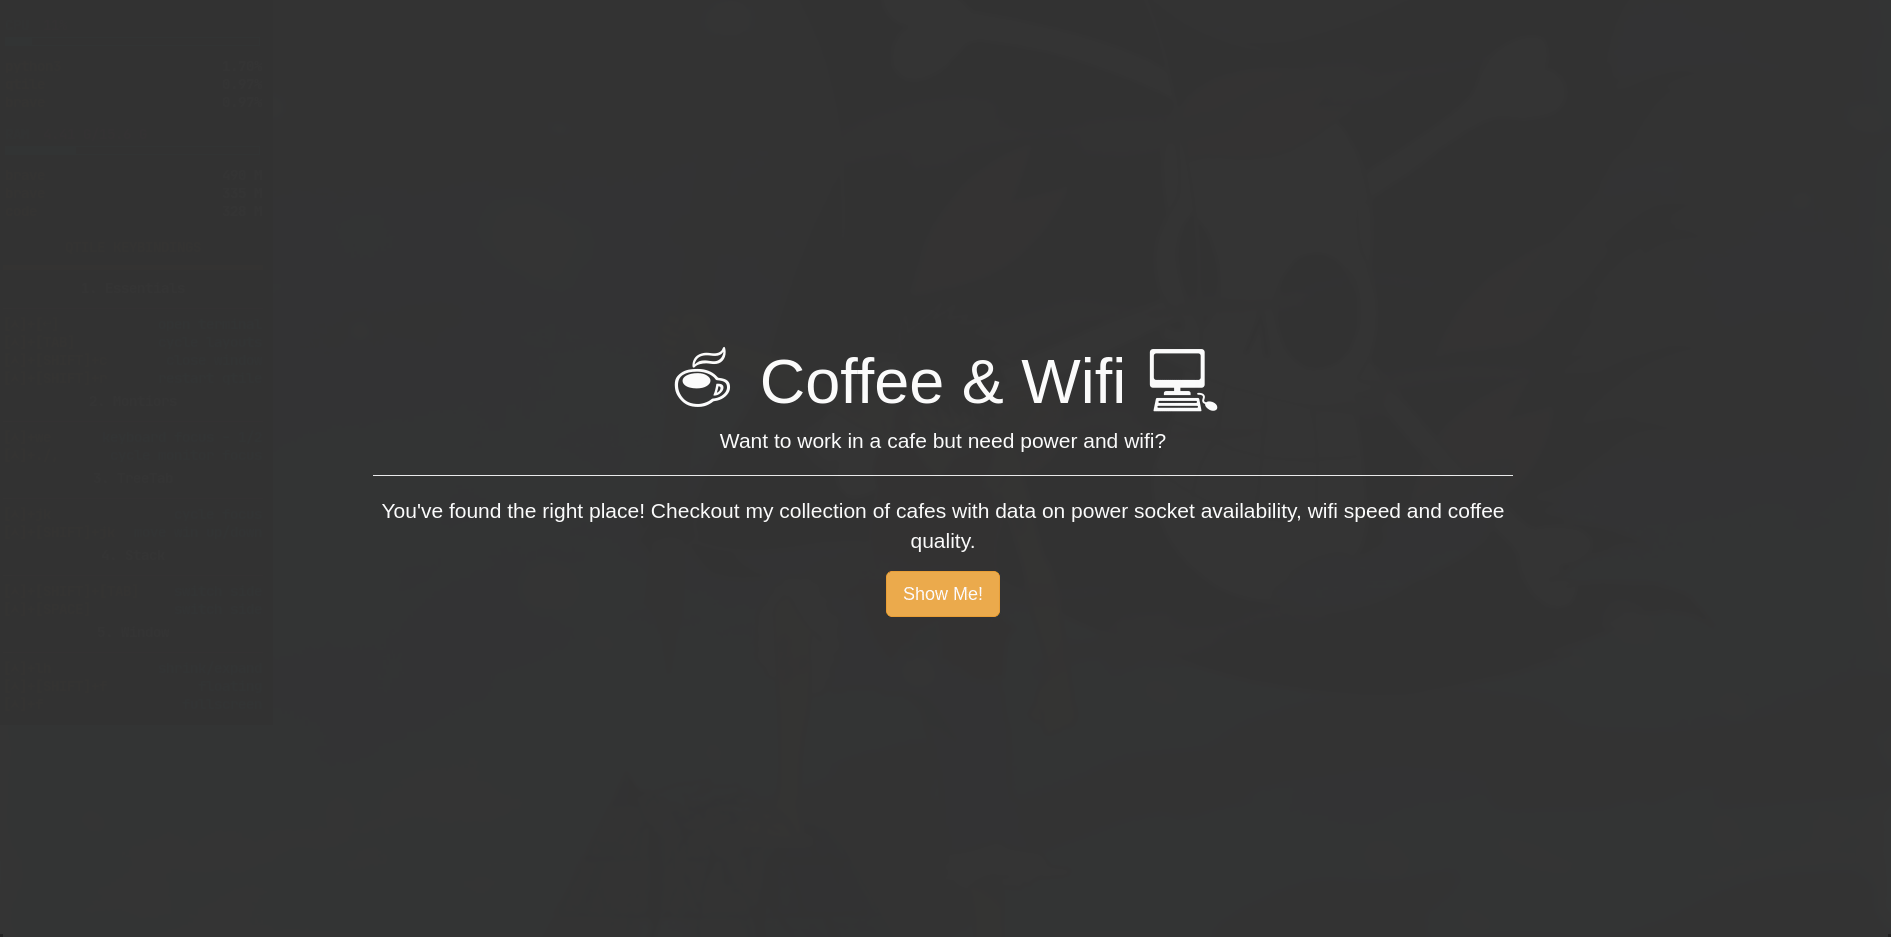 Coffee & Wifi
Want to work in a cafe but need power and wifi?
You've found the right place! Checkout my collection of cafes with data on power socket availability, wifi speed and coffee
quality.
Show Me!